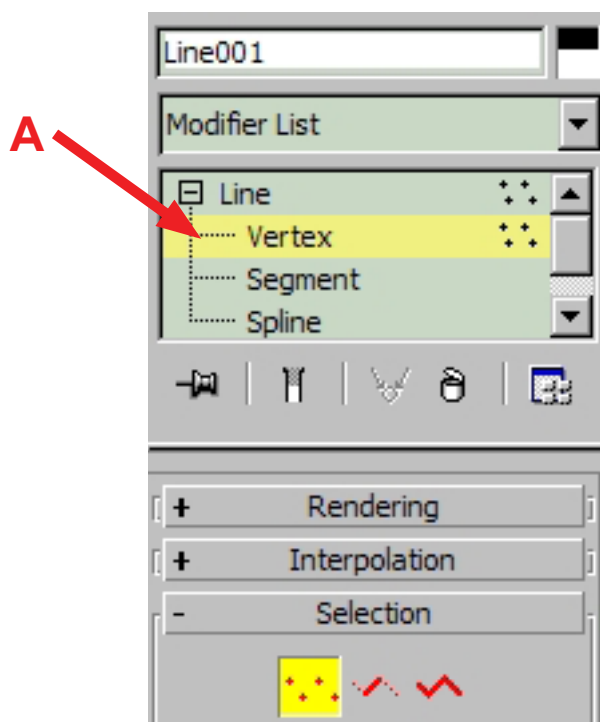 Line001
A
Modifier List
Line
Vertex
Segment
Spline
+ Rendering
+ Interpolation
- Selection